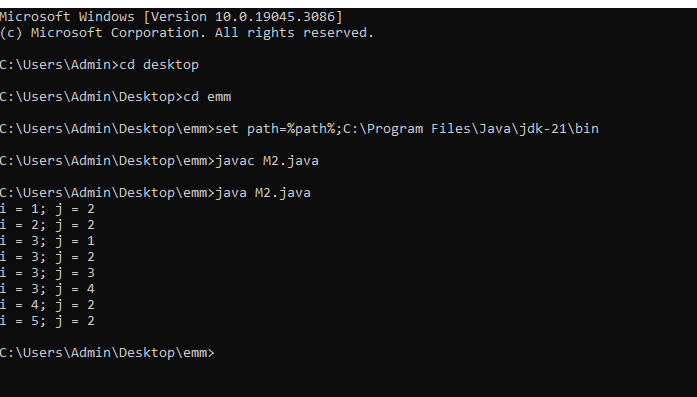 Microsoft Windows [Version 10.0.19045.3086]
(c) Microsoft Corporation. All rights reserved.
C:\Users\Admin>cd desktop
C:\Users\Admin\Desktop>cd emm
C:\Users\Admin\Desktop\emm>set path=%path%;C:\Program Files\Java\jdk-21\bin
C:\Users\Admin\Desktop\emm>javac M2.java
C:\Users\Admin\Desktop\emm>java M2.java
i = 1; j = 2
i = 2; j = 2
i = 3; j = 1
i = 3; j = 2
i = 3; j = 3
i = 3; j = 4
i = 4; j = 2
i = 5; j = 2
C:\Users\Admin\Desktop\emm>